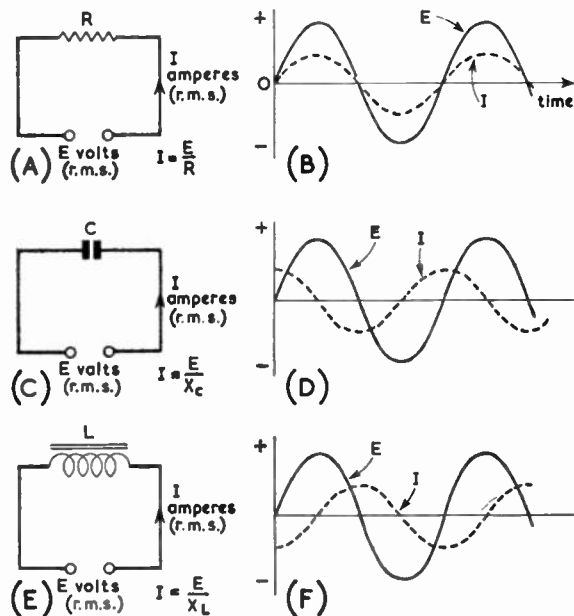 R
I
amperes
(r.m.s.)
E volts
(r.m.s.)
I = E/R
(A)
+
E
O
I
time
−
(B)
C
I
amperes
(r.m.s.)
E volts
(r.m.s.)
I = E/Xc
(C)
+
E
I
−
(D)
L
I
amperes
(r.m.s.)
E volts
(r.m.s.)
I = E/XL
(E)
+
E
I
−
(F)